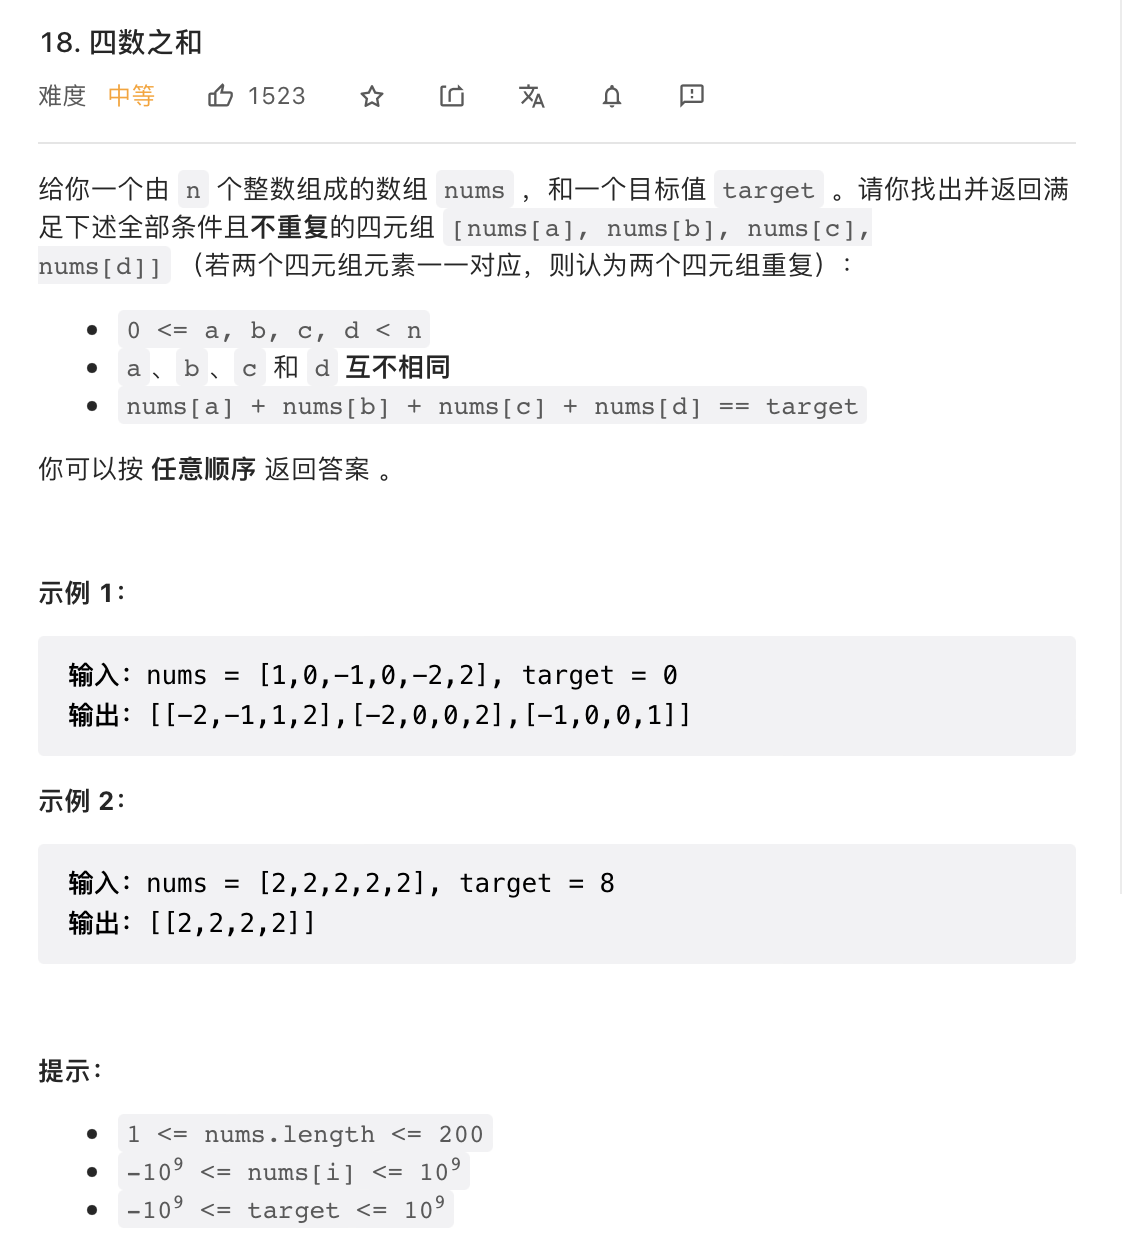 18. 四数之和
难度 中等 1523
给你一个由 n 个整数组成的数组 nums ，和一个目标值 target 。请你找出并返回满
足下述全部条件且不重复的四元组 [nums[a], nums[b], nums[c],
nums[d]] （若两个四元组元素一一对应，则认为两个四元组重复）：
0 <= a, b, c, d < n
a、b、c 和 d 互不相同
nums[a] + nums[b] + nums[c] + nums[d] == target
你可以按 任意顺序 返回答案 。
示例 1：
输入：nums = [1,0,-1,0,-2,2], target = 0
输出：[[-2,-1,1,2],[-2,0,0,2],[-1,0,0,1]]
示例 2：
输入：nums = [2,2,2,2,2], target = 8
输出：[[2,2,2,2]]
提示：
1 <= nums.length <= 200
-10⁹ <= nums[i] <= 10⁹
-10⁹ <= target <= 10⁹